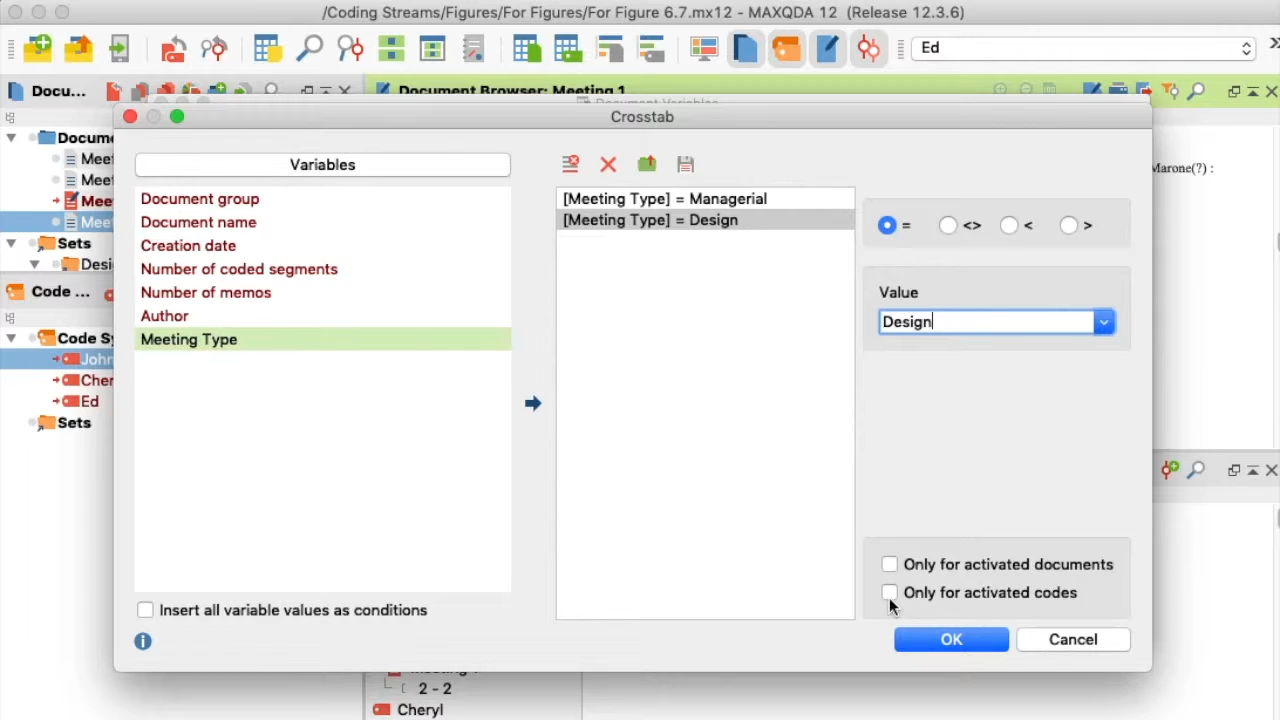 /Coding Streams/Figures/For Figures/For Figure 6.7.mx12 - MAXQDA 12 (Release 12.3.6)
Ed
Docu...
Document Browser: Meeting 1
Document Variables
Crosstab
Variables
Document group
Document name
Creation date
Number of coded segments
Number of memos
Author
Meeting Type
Insert all variable values as conditions
[Meeting Type] = Managerial
[Meeting Type] = Design
= <> < >
Value
Design
Only for activated documents
Only for activated codes
OK
Cancel
Docume
Meet
Meet
Meet
Meet
Sets
Desi
Code ...
Code Sy
John
Cher
Ed
Sets
Marone(?) :
2 - 2
Cheryl